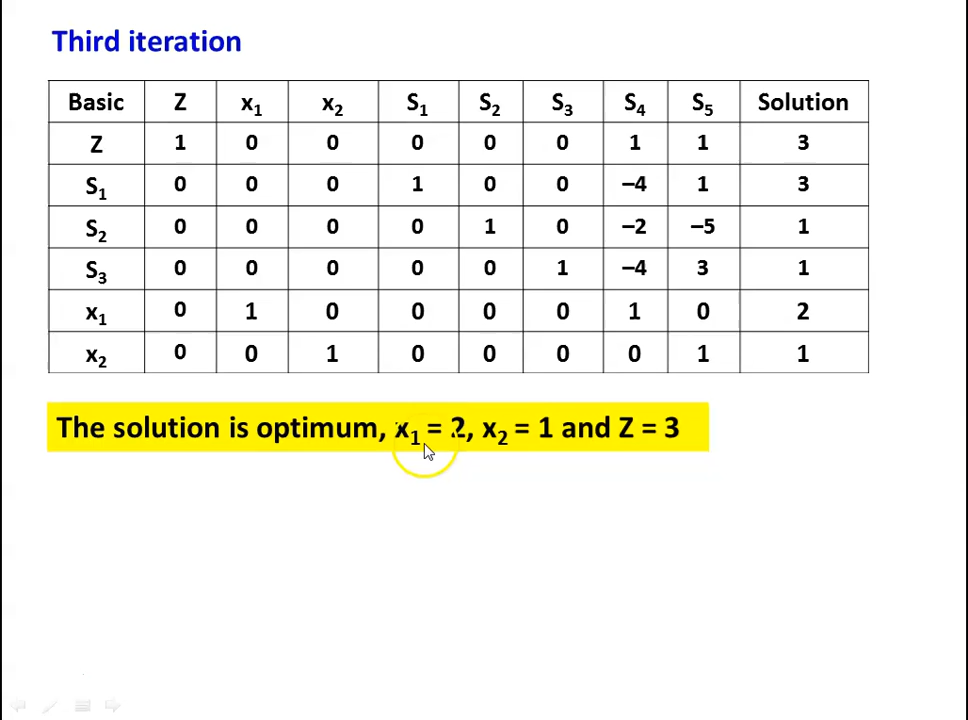 Third iteration
Basic Z x₁ x₂ S₁ S₂ S₃ S₄ S₅ Solution
Z 1 0 0 0 0 0 1 1 3
S₁ 0 0 0 1 0 0 –4 1 3
S₂ 0 0 0 0 1 0 –2 –5 1
S₃ 0 0 0 0 0 1 –4 3 1
x₁ 0 1 0 0 0 0 1 0 2
x₂ 0 0 1 0 0 0 0 1 1
The solution is optimum, x₁ = 2, x₂ = 1 and Z = 3